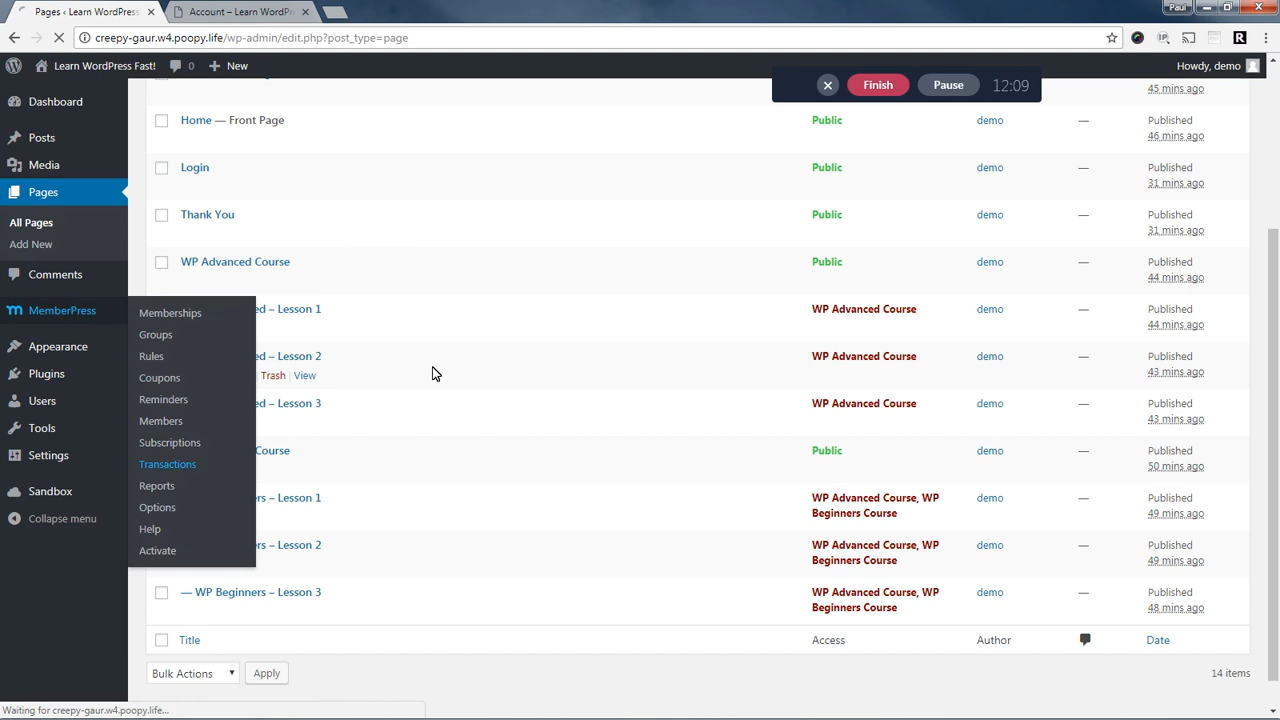 Pages ‹ Learn WordPress
Account – Learn WordPr
Paul
creepy-gaur.w4.poopy.life/wp-admin/edit.php?post_type=page
Learn WordPress Fast!
0
New
Howdy, demo
Finish
Pause
12:09
45 mins ago
Dashboard
Posts
Media
Pages
All Pages
Add New
Comments
MemberPress
Appearance
Plugins
Users
Tools
Settings
Sandbox
Collapse menu
Memberships
Groups
Rules
Coupons
Reminders
Members
Subscriptions
Transactions
Reports
Options
Help
Activate
Home — Front Page Public demo — Published
46 mins ago
Login Public demo — Published
31 mins ago
Thank You Public demo — Published
31 mins ago
WP Advanced Course Public demo — Published
44 mins ago
ed – Lesson 1 WP Advanced Course demo — Published
44 mins ago
ed – Lesson 2 WP Advanced Course demo — Published
Trash | View 43 mins ago
ed – Lesson 3 WP Advanced Course demo — Published
43 mins ago
Course Public demo — Published
50 mins ago
ers – Lesson 1 WP Advanced Course, WP Beginners Course demo — Published
49 mins ago
ers – Lesson 2 WP Advanced Course, WP Beginners Course demo — Published
49 mins ago
— WP Beginners – Lesson 3 WP Advanced Course, WP Beginners Course demo — Published
48 mins ago
Title Access Author Date
Bulk Actions Apply 14 items
Waiting for creepy-gaur.w4.poopy.life...